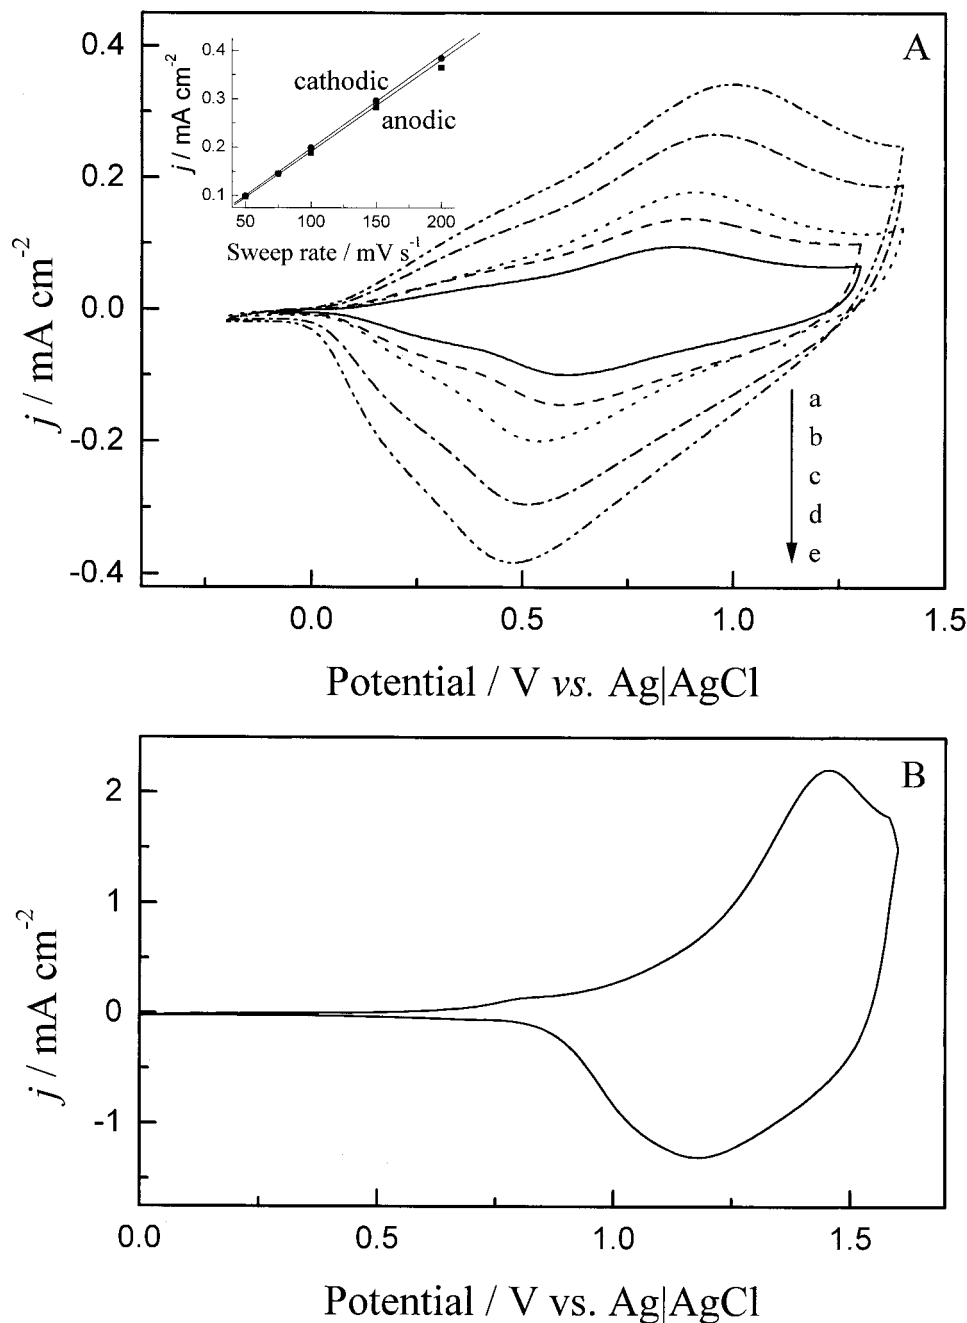 A
0.4
0.2
0.0
-0.2
-0.4
j / mA cm-2
0.4
0.3
0.2
0.1
j / mA cm-2
cathodic
anodic
50 100 150 200
Sweep rate / mV s-1
a
b
c
d
e
0.0 0.5 1.0 1.5
Potential / V vs. Ag|AgCl
B
2
1
0
-1
j / mA cm-2
0.0 0.5 1.0 1.5
Potential / V vs. Ag|AgCl